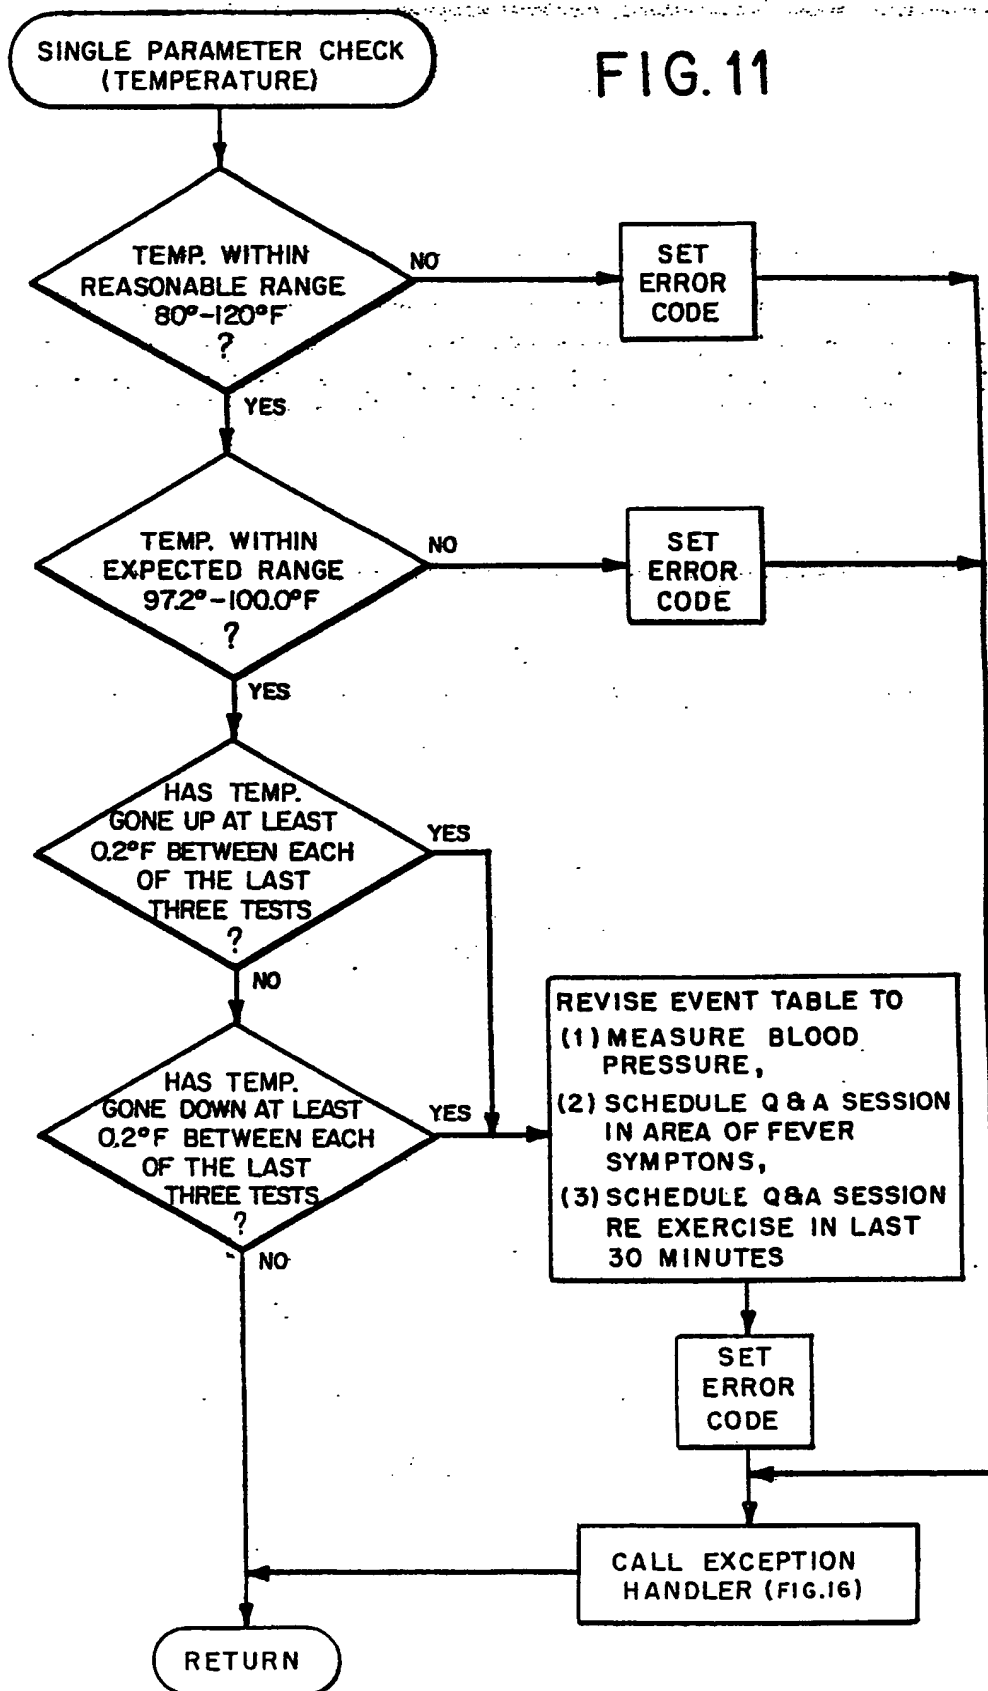 SINGLE PARAMETER CHECK
(TEMPERATURE)
FIG. 11
TEMP. WITHIN
REASONABLE RANGE
80°-120°F
?
NO
SET
ERROR
CODE
YES
TEMP. WITHIN
EXPECTED RANGE
97.2°-100.0°F
?
NO
SET
ERROR
CODE
YES
HAS TEMP.
GONE UP AT LEAST
0.2°F BETWEEN EACH
OF THE LAST
THREE TESTS
?
YES
NO
HAS TEMP.
GONE DOWN AT LEAST
0.2°F BETWEEN EACH
OF THE LAST
THREE TESTS
?
YES
NO
REVISE EVENT TABLE TO
(1) MEASURE BLOOD
PRESSURE,
(2) SCHEDULE Q & A SESSION
IN AREA OF FEVER
SYMPTONS,
(3) SCHEDULE Q&A SESSION
RE EXERCISE IN LAST
30 MINUTES
SET
ERROR
CODE
CALL EXCEPTION
HANDLER (FIG.16)
RETURN